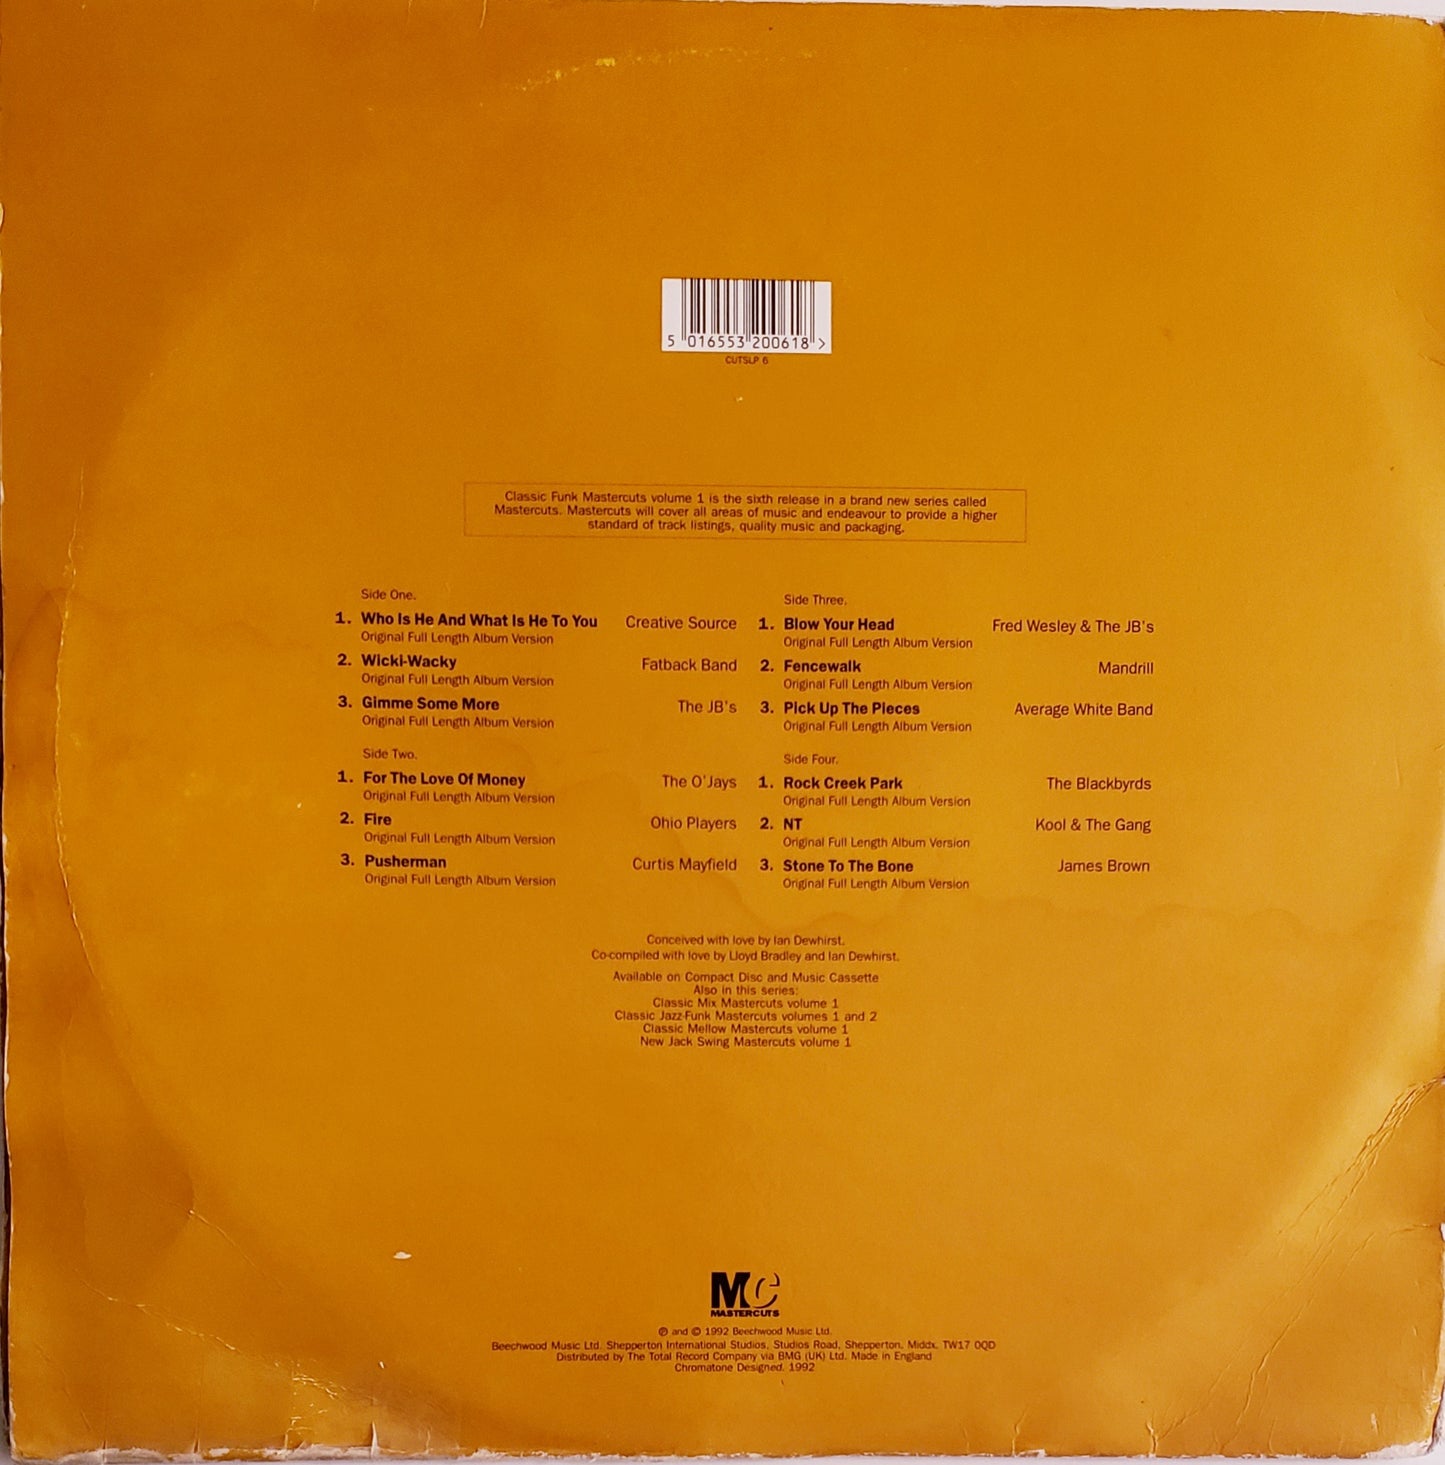 5 016553 200618 >
CUTSLP 6
Classic Funk Mastercuts volume 1 is the sixth release in a brand new series called
Mastercuts. Mastercuts will cover all areas of music and endeavour to provide a higher
standard of track listings, quality music and packaging.
Side One.
1. Who Is He And What Is He To You Creative Source
Original Full Length Album Version
2. Wicki-Wacky Fatback Band
Original Full Length Album Version
3. Gimme Some More The JB's
Original Full Length Album Version
Side Two.
1. For The Love Of Money The O'Jays
Original Full Length Album Version
2. Fire Ohio Players
Original Full Length Album Version
3. Pusherman Curtis Mayfield
Original Full Length Album Version
Side Three.
1. Blow Your Head Fred Wesley & The JB's
Original Full Length Album Version
2. Fencewalk Mandrill
Original Full Length Album Version
3. Pick Up The Pieces Average White Band
Original Full Length Album Version
Side Four.
1. Rock Creek Park The Blackbyrds
Original Full Length Album Version
2. NT Kool & The Gang
Original Full Length Album Version
3. Stone To The Bone James Brown
Original Full Length Album Version
Conceived with love by Ian Dewhirst.
Co-compiled with love by Lloyd Bradley and Ian Dewhirst.
Available on Compact Disc and Music Cassette
Also in this series:
Classic Mix Mastercuts volume 1
Classic Jazz-Funk Mastercuts volumes 1 and 2
Classic Mellow Mastercuts volume 1
New Jack Swing Mastercuts volume 1
MC
MASTERCUTS
℗ and © 1992 Beechwood Music Ltd.
Beechwood Music Ltd. Shepperton International Studios, Studios Road, Shepperton, Middx. TW17 0QD
Distributed by The Total Record Company via BMG (UK) Ltd. Made in England
Chromatone Designed. 1992